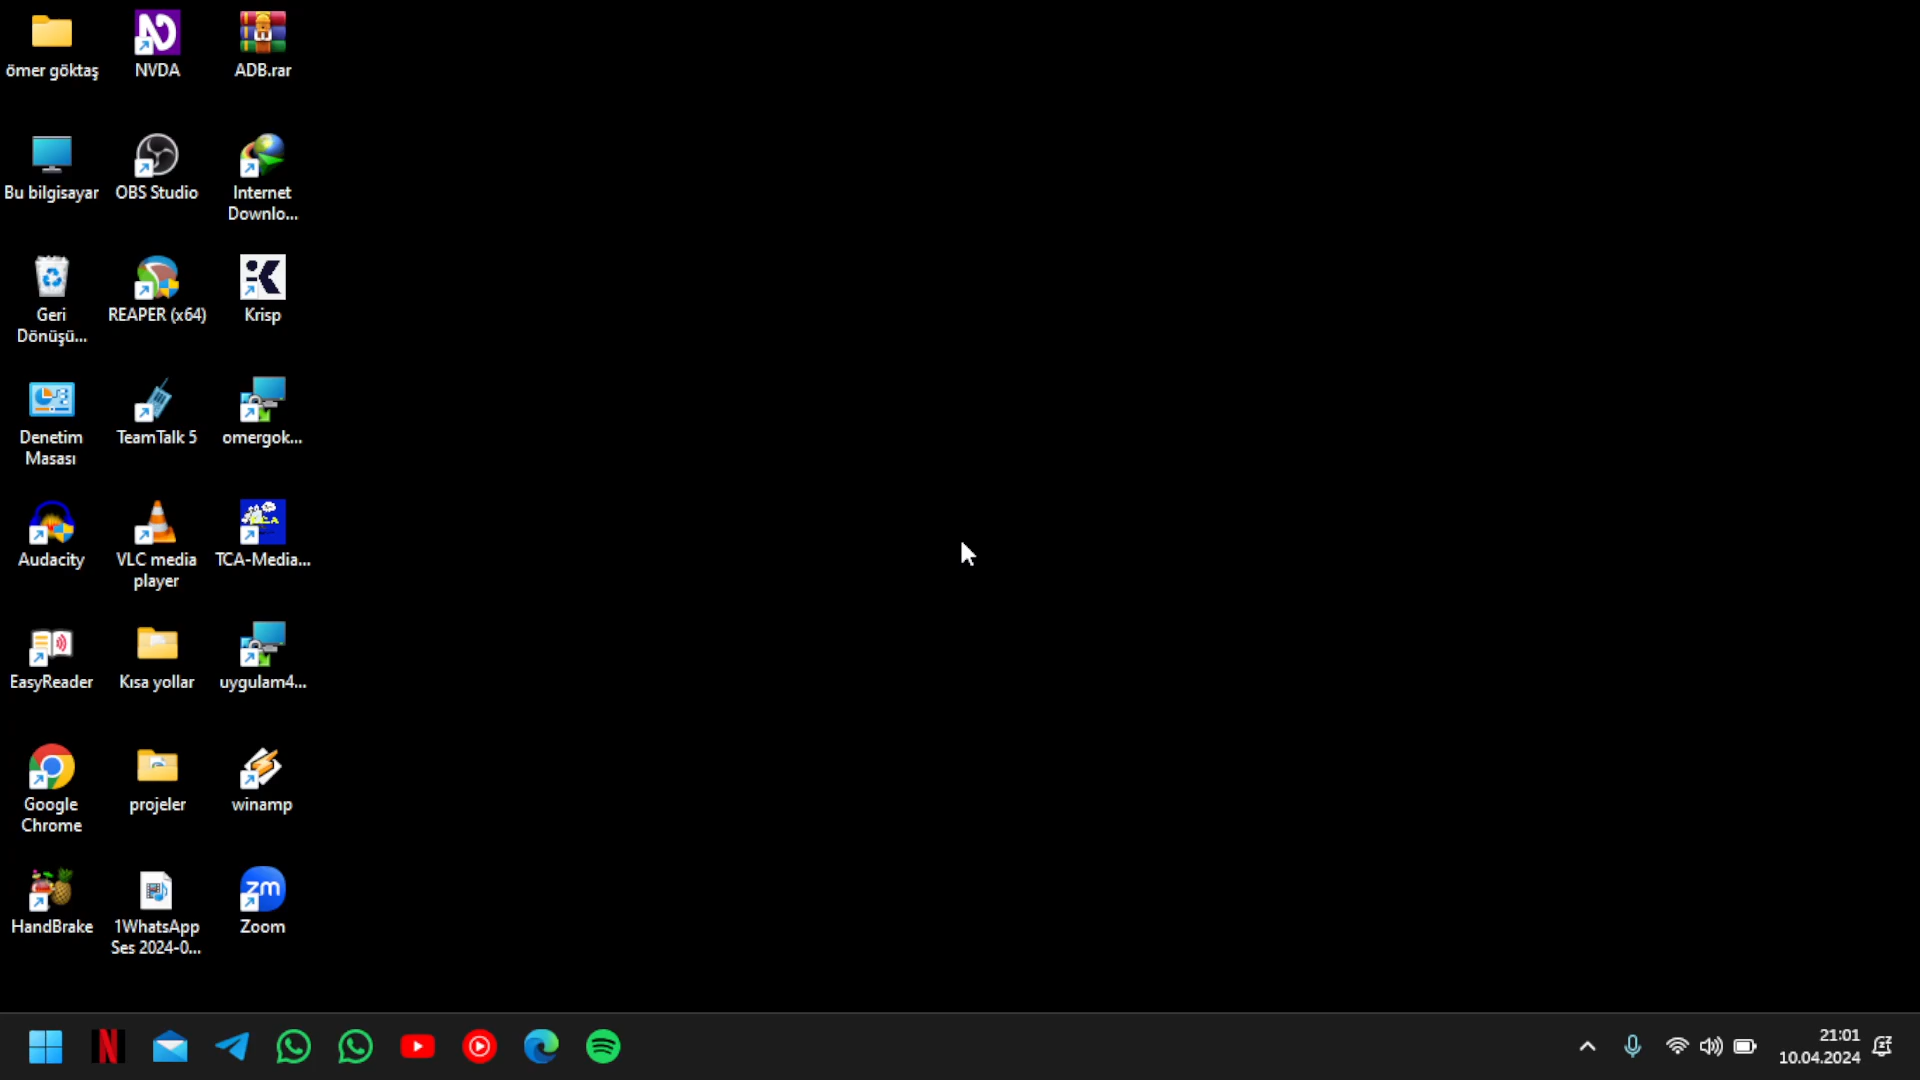 ömer göktaş
NVDA
ADB.rar
Bu bilgisayar
OBS Studio
Internet
Downlo...
Geri
Dönüşü...
REAPER (x64)
Krisp
Denetim
Masası
TeamTalk 5
omergok...
Audacity
VLC media
player
TCA-Media...
EasyReader
Kısa yollar
uygulam4...
Google
Chrome
projeler
winamp
HandBrake
1WhatsApp
Ses 2024-0...
zm
Zoom
21:01
10.04.2024